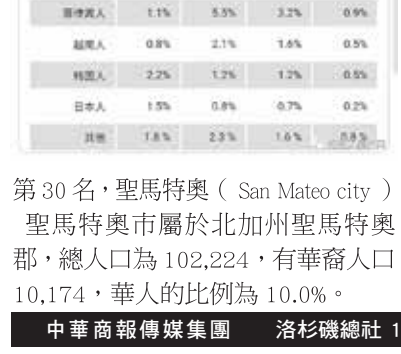 菲律賓人 1.1% 5.5% 3.2% 0.9%
越南人 0.8% 2.1% 1.6% 0.5%
韓国人 2.2% 1.2% 1.2% 0.5%
日本人 1.5% 0.8% 0.7% 0.2%
其他 1.8% 2.3% 1.6% 0.8%
第 30 名，聖馬特奧（ San Mateo city ）
聖馬特奧市屬於北加州聖馬特奧
郡，總人口為 102,224，有華裔人口
10,174，華人的比例為 10.0%。
中華商報傳媒集團 洛杉磯總社 1